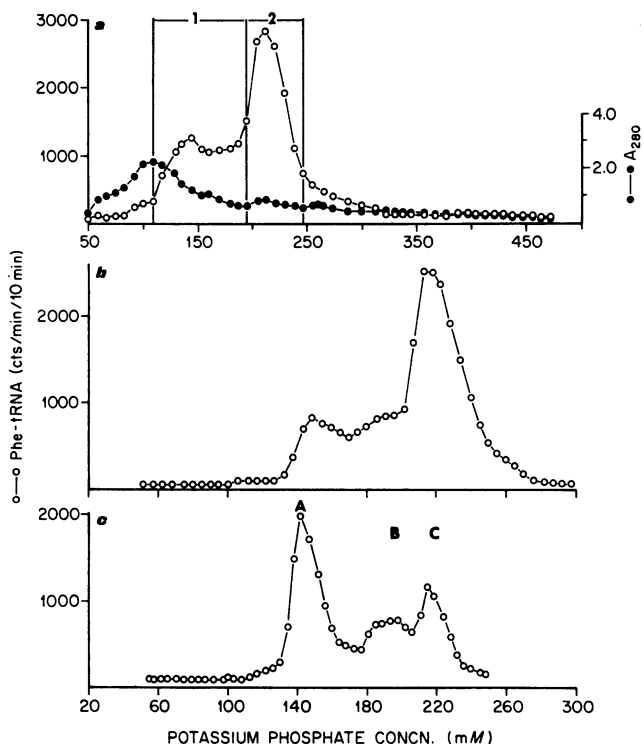 a
1
2
3000
2000
1000
4.0
2.0
●—● A280
50
150
250
350
450
b
2000
1000
○—○ Phe-tRNA (cts/min/10 min)
c
A
B
C
2000
1000
20
60
100
140
180
220
260
300
POTASSIUM PHOSPHATE CONCN. (mM)